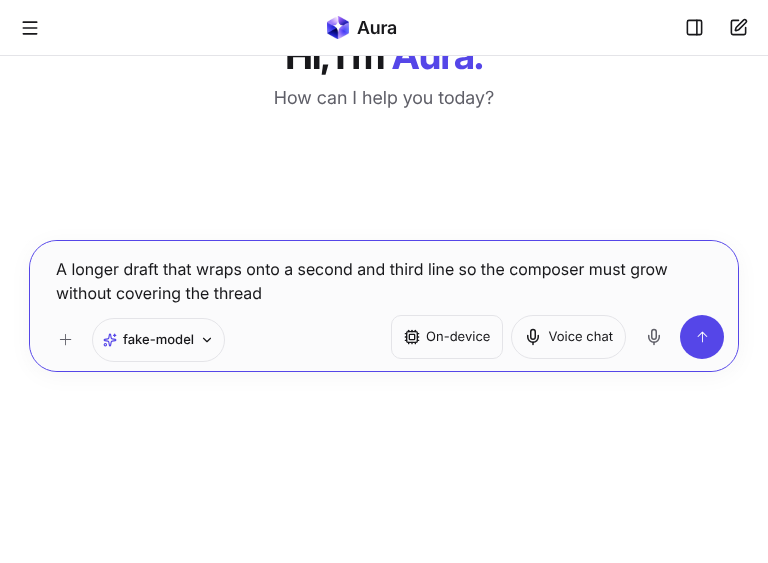 Aura
Hi, I'm Aura.
How can I help you today?
A longer draft that wraps onto a second and third line so the composer must grow
without covering the thread
fake-model
On-device
Voice chat